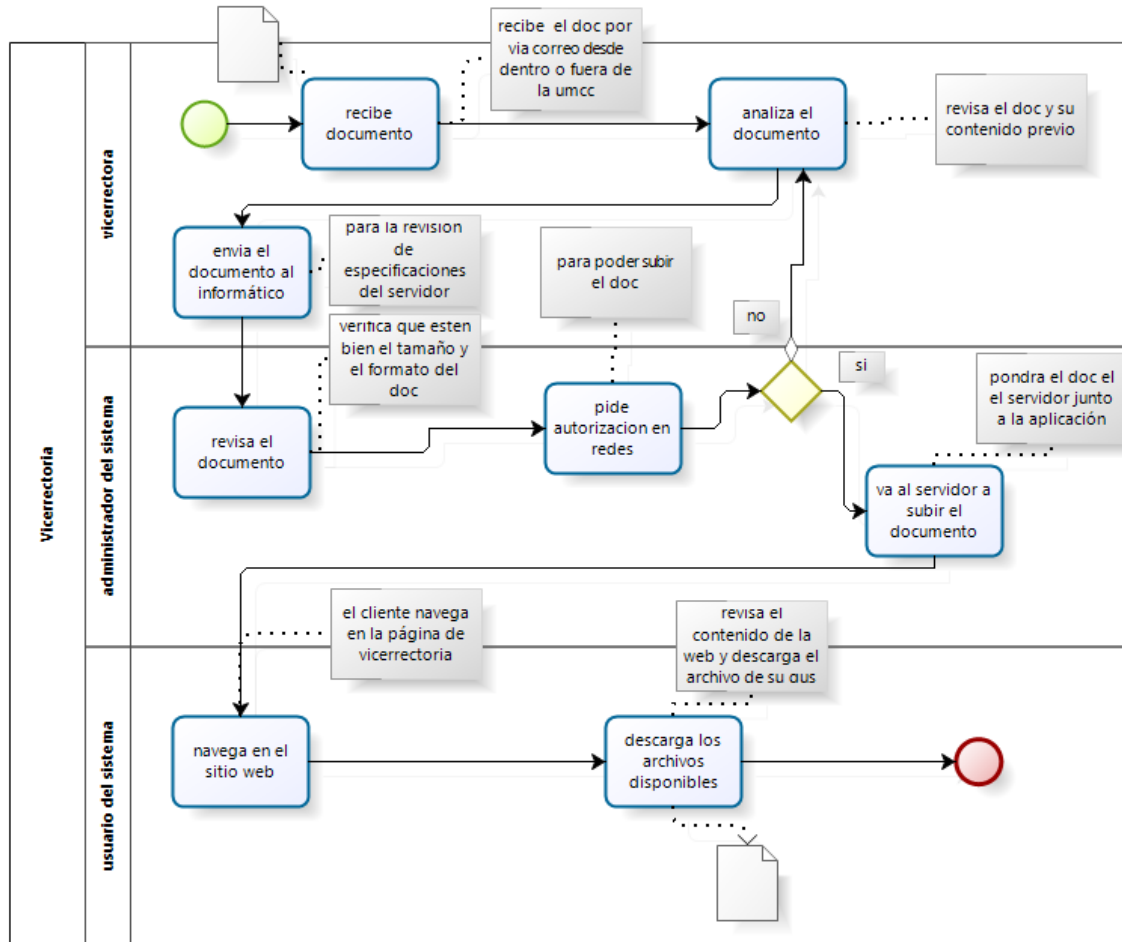 Vicerrectoria
vicerrectora
recibe
documento
recibe el doc por
via correo desde
dentro o fuera de
la umcc
analiza el
documento
revisa el doc y su
contenido previo
envia el
documento al
informático
para la revisión
de
especificaciones
del servidor
para poder subir
el doc
no
administrador del sistema
verifica que esten
bien el tamaño y
el formato del
doc
revisa el
documento
pide
autorizacion en
redes
si
pondra el doc el
el servidor junto
a la aplicación
va al servidor a
subir el
documento
usuario del sistema
el cliente navega
en la página de
vicerrectoria
revisa el
contenido de la
web y descarga el
archivo de su gus
navega en el
sitio web
descarga los
archivos
disponibles